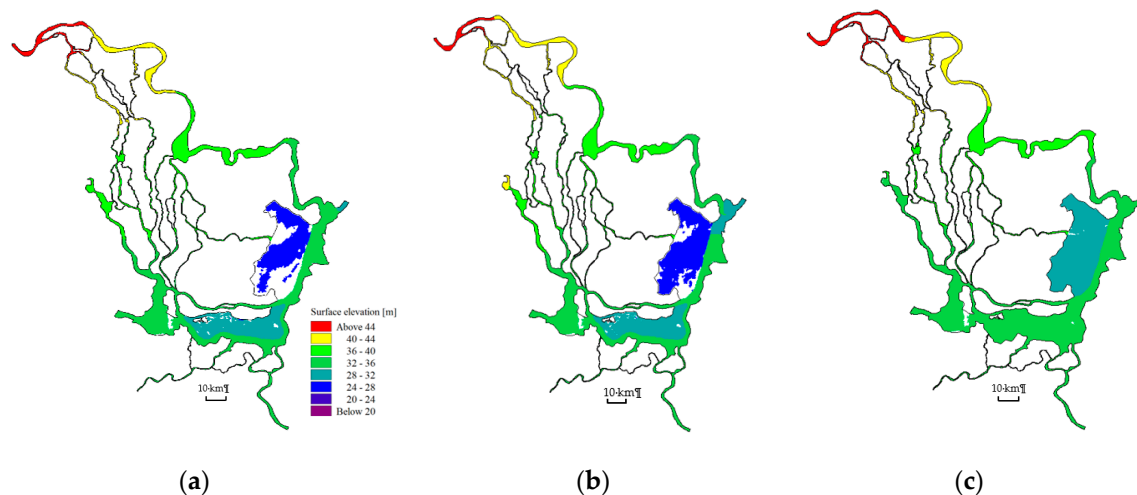 Surface elevation [m]
Above 44
40 - 44
36 - 40
32 - 36
28 - 32
24 - 28
20 - 24
Below 20
10·km¶
10·km¶
10·km¶
(a)
(b)
(c)